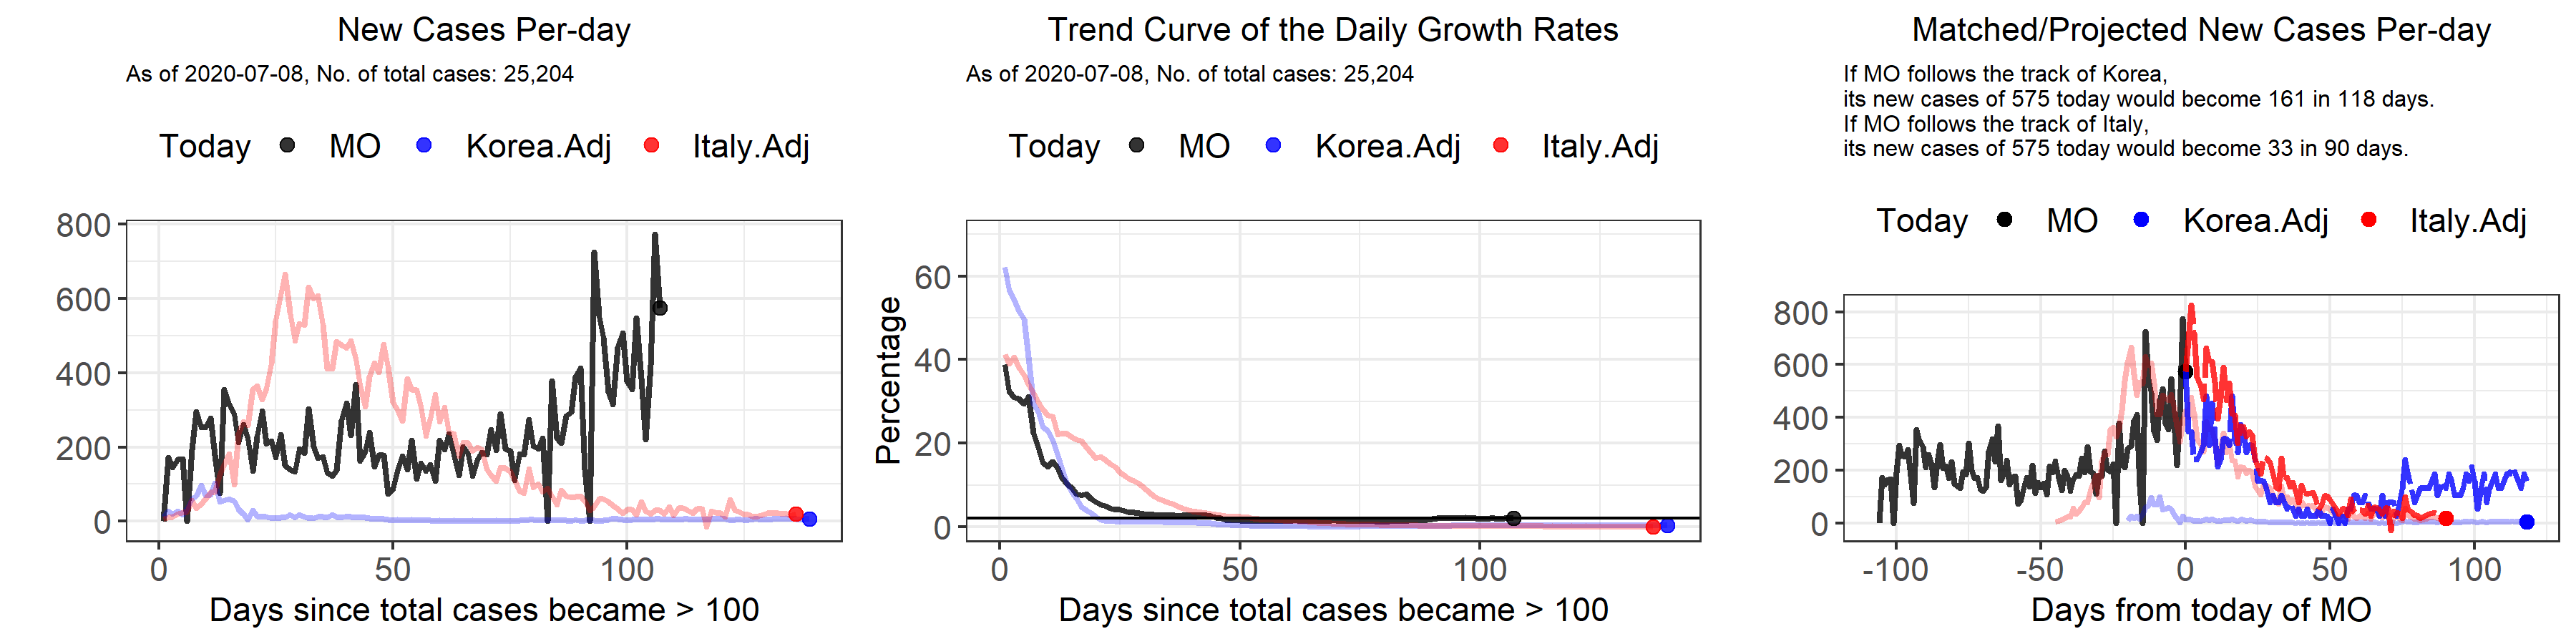 New Cases Per-day
As of 2020-07-08, No. of total cases: 25,204
Today MO Korea.Adj Italy.Adj
800
600
400
200
0
0 50 100
Days since total cases became > 100
Trend Curve of the Daily Growth Rates
As of 2020-07-08, No. of total cases: 25,204
Today MO Korea.Adj Italy.Adj
Percentage
60
40
20
0
0 50 100
Days since total cases became > 100
Matched/Projected New Cases Per-day
If MO follows the track of Korea,
its new cases of 575 today would become 161 in 118 days.
If MO follows the track of Italy,
its new cases of 575 today would become 33 in 90 days.
Today MO Korea.Adj Italy.Adj
800
600
400
200
0
-100 -50 0 50 100
Days from today of MO